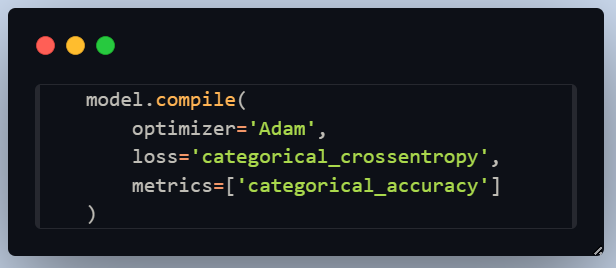 model.compile(
    optimizer='Adam',
    loss='categorical_crossentropy',
    metrics=['categorical_accuracy']
)